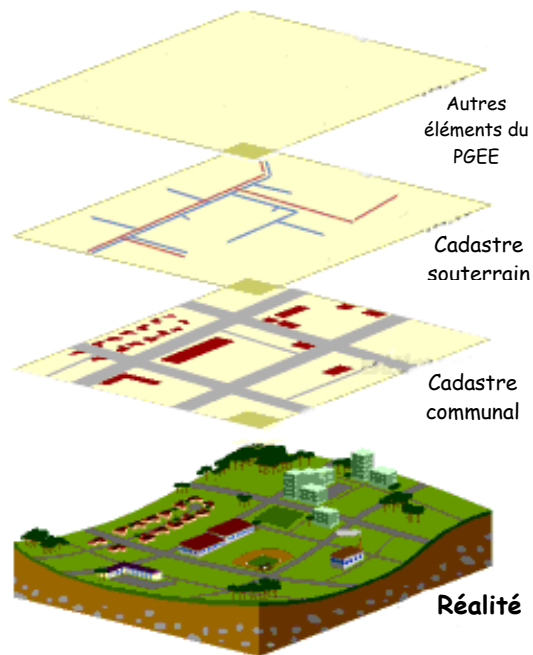 Autres
éléments du
PGEE
Cadastre
souterrain
Cadastre
communal
Réalité